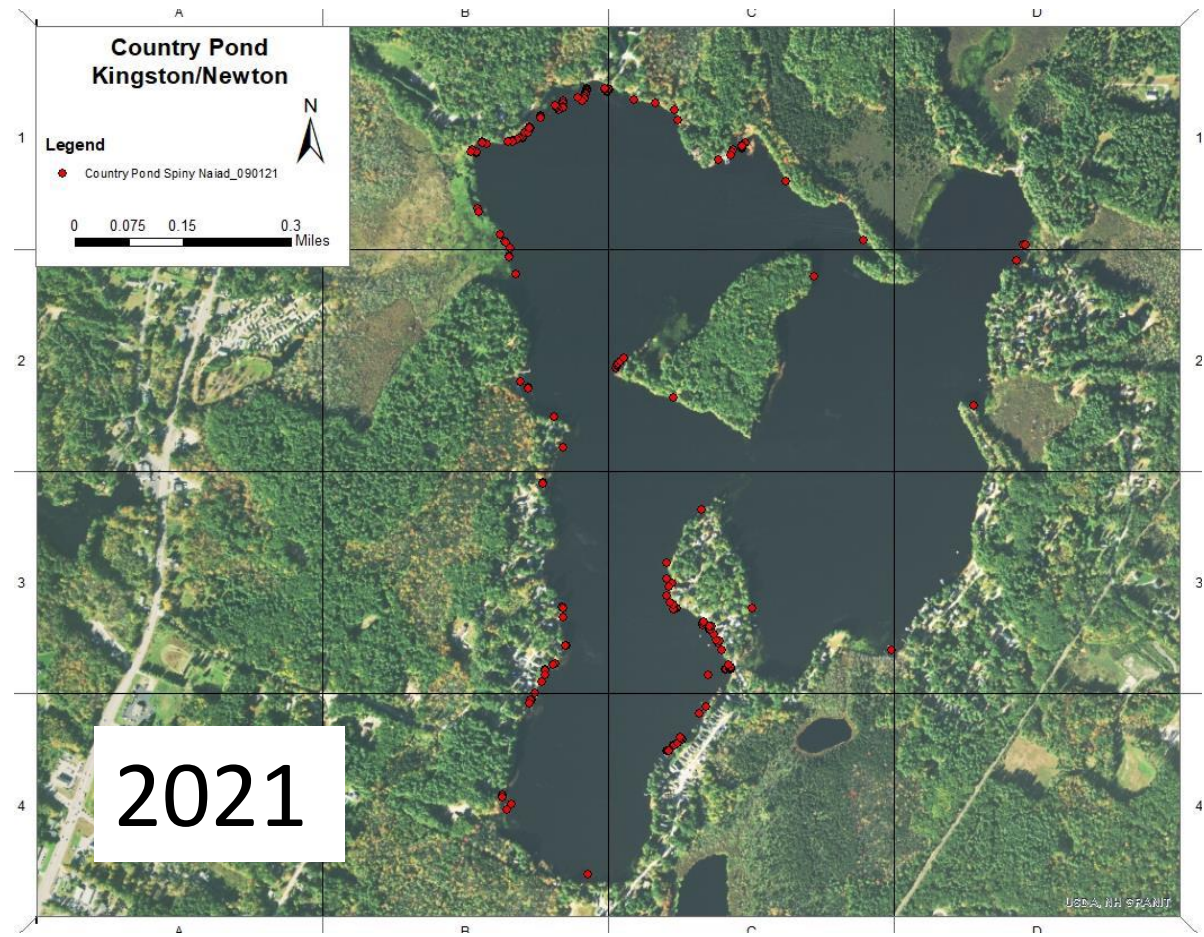 A B C D
Country Pond
Kingston/Newton
N
Legend
Country Pond Spiny Naiad_090121
0 0.075 0.15 0.3
Miles
1 1
2 2
3 3
4 4
2021
USDA, NH GRANIT
A B C D